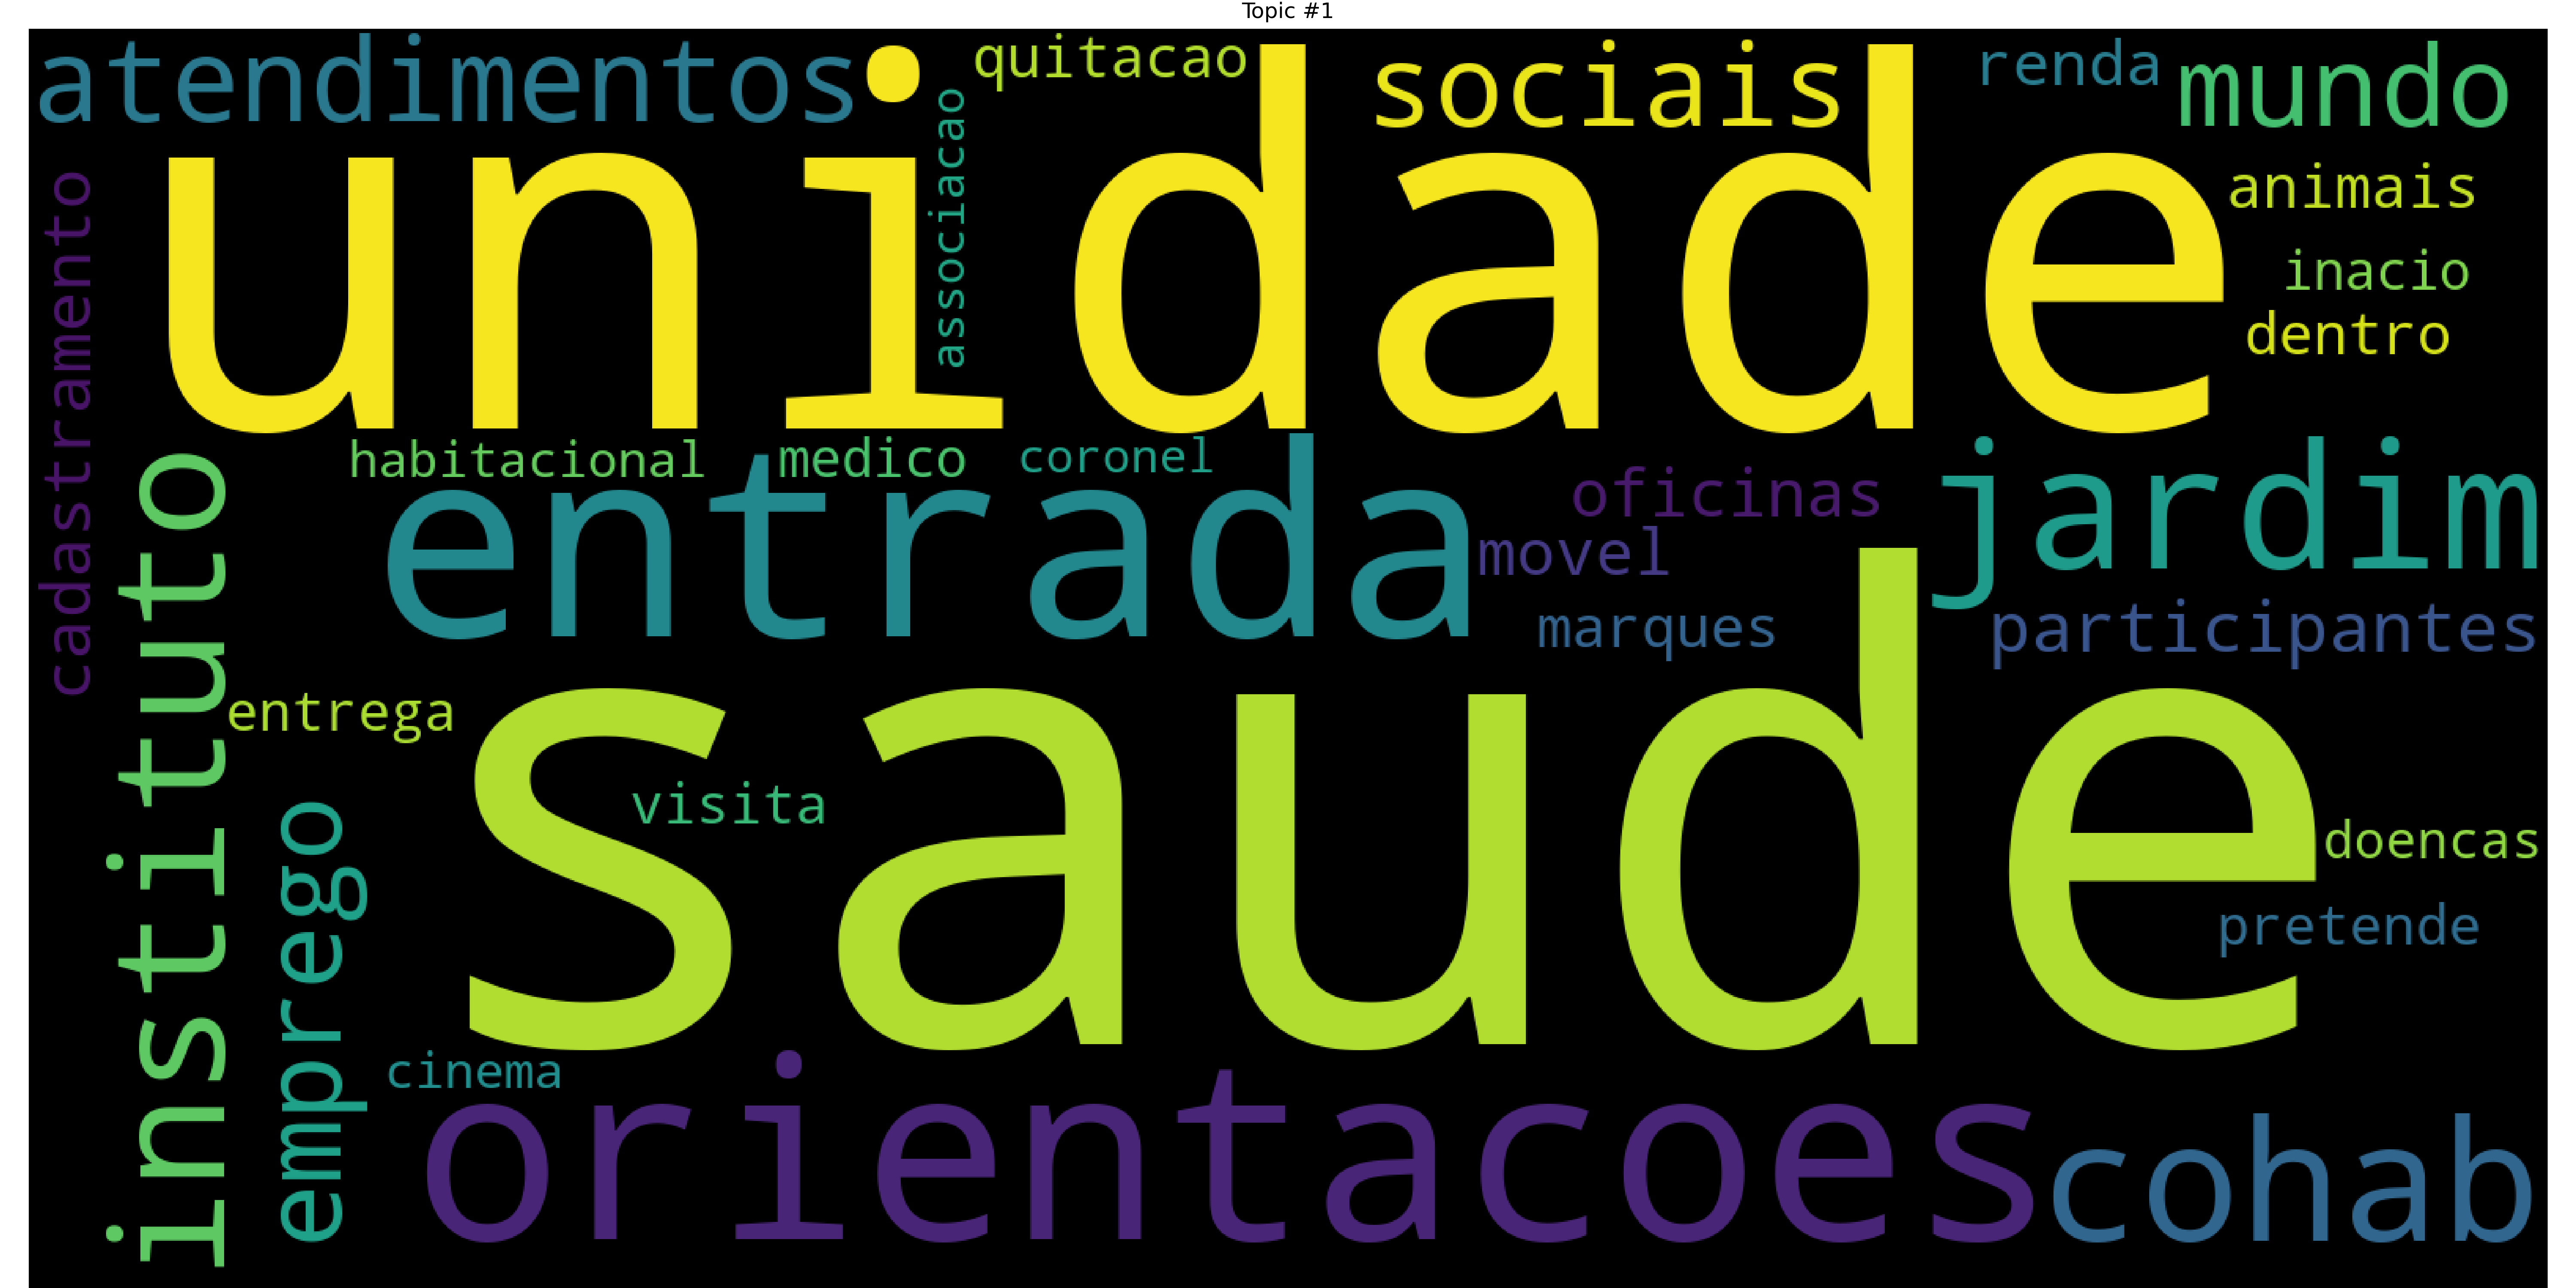 Topic #1
atendimentos
quitacao
sociais
renda
mundo
unidade
associacao
animais
inacio
dentro
cadastramento
habitacional
medico
coronel
entrada
oficinas
movel
jardim
marques
participantes
instituto
entrega
saude
visita
emprego
doencas
pretende
cinema
orientacoes
cohab